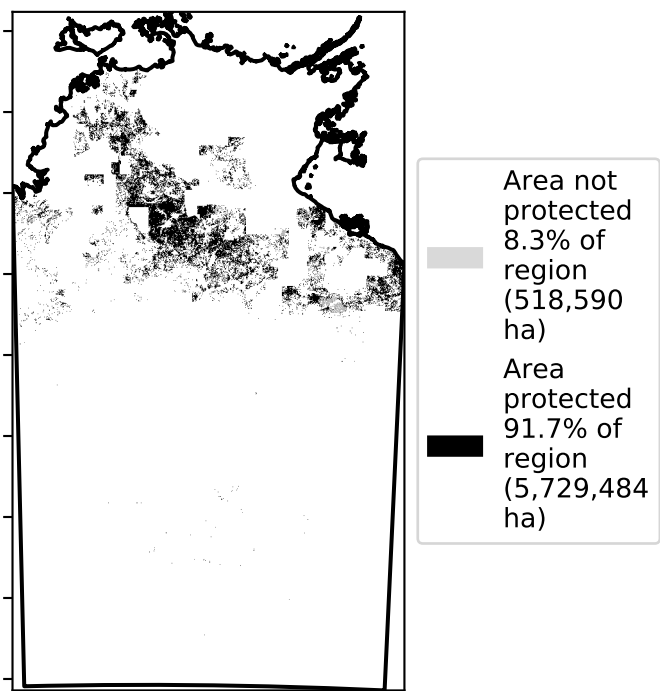 Area not
protected
8.3% of
region
(518,590
ha)
Area
protected
91.7% of
region
(5,729,484
ha)